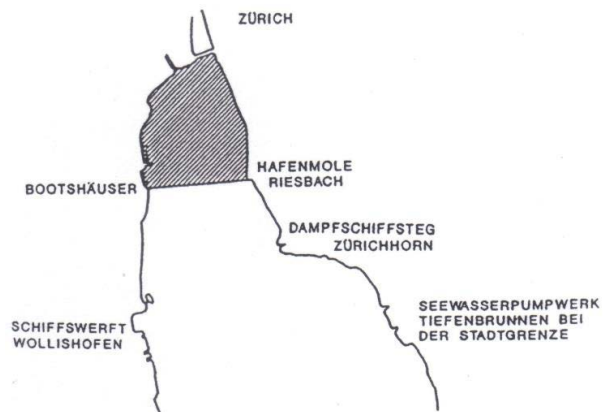 ZÜRICH
HAFENMOLE
RIESBACH
BOOTSHÄUSER
DAMPFSCHIFFSTEG
ZÜRICHHORN
SEEWASSERPUMPWERK
TIEFENBRUNNEN BEI
DER STADTGRENZE
SCHIFFSWERFT
WOLLISHOFEN